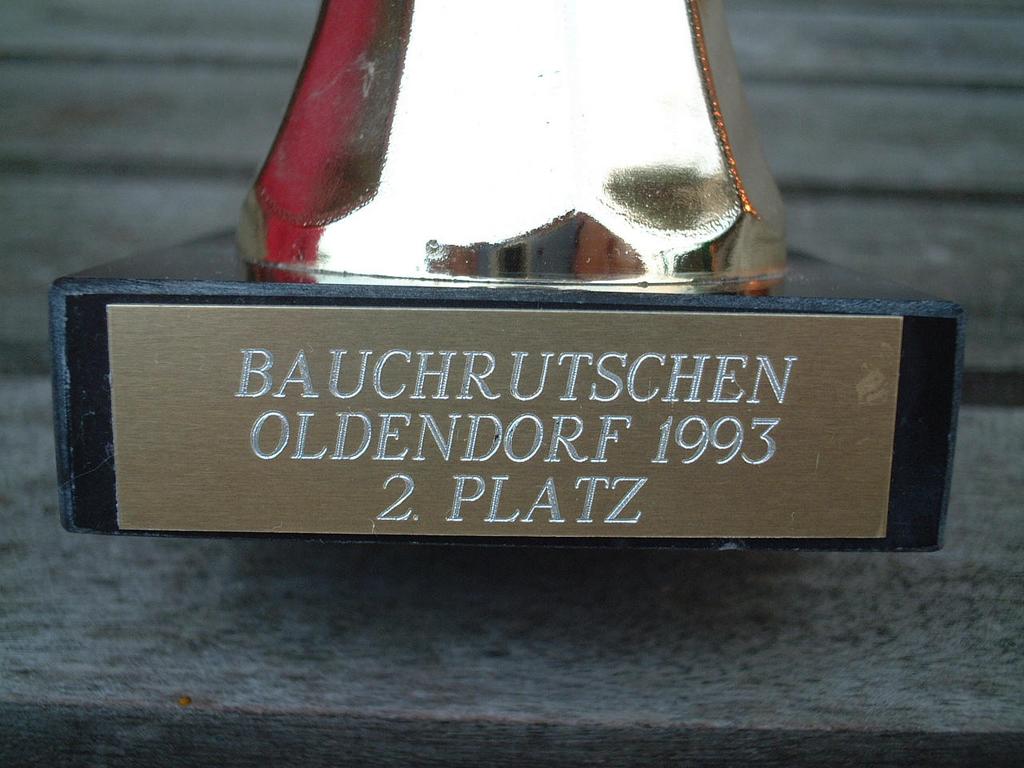 BAUCHRUTSCHEN
OLDENDORF 1993
2. PLATZ